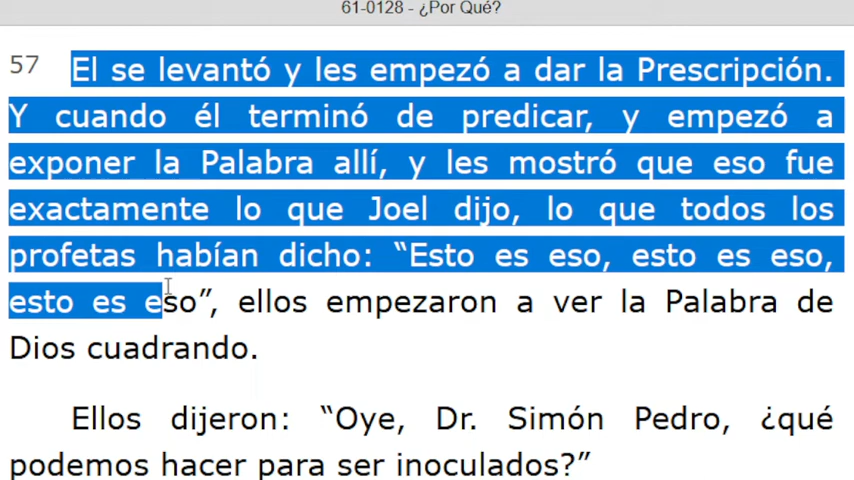 61-0128 - ¿Por Qué?
57 El se levantó y les empezó a dar la Prescripción.
Y cuando él terminó de predicar, y empezó a
exponer la Palabra allí, y les mostró que eso fue
exactamente lo que Joel dijo, lo que todos los
profetas habían dicho: “Esto es eso, esto es eso,
esto es eso”, ellos empezaron a ver la Palabra de
Dios cuadrando.
Ellos dijeron: “Oye, Dr. Simón Pedro, ¿qué
podemos hacer para ser inoculados?”